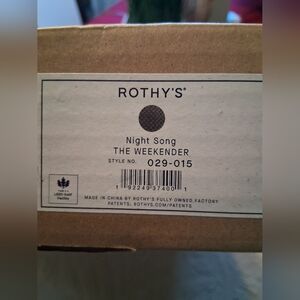 ROTHY'S®
Night Song
THE WEEKENDER
STYLE NO. 029-015
MADE IN CHINA BY ROTHY'S FULLY OWNED FACTORY
PATENTS: ROTHYS.COM/PATENTS